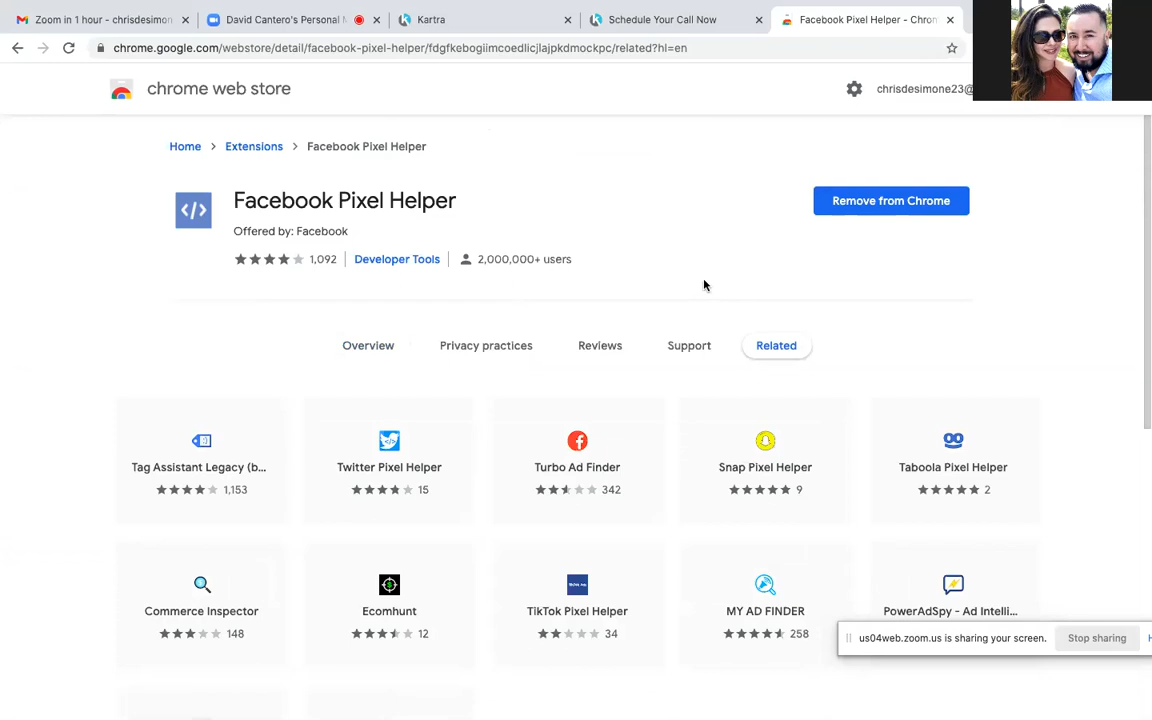 Zoom in 1 hour - chrisdesimon
David Cantero's Personal M
Kartra
Schedule Your Call Now
Facebook Pixel Helper - Chrom
chrome.google.com/webstore/detail/facebook-pixel-helper/fdgfkebogiimcoedlicjlajpkdmockpc/related?hl=en
chrome web store
chrisdesimone23@
Home > Extensions > Facebook Pixel Helper
</>
Facebook Pixel Helper
Remove from Chrome
Offered by: Facebook
1,092
Developer Tools
2,000,000+ users
Overview
Privacy practices
Reviews
Support
Related
Tag Assistant Legacy (b...
Twitter Pixel Helper
Turbo Ad Finder
Snap Pixel Helper
Taboola Pixel Helper
1,153
15
342
9
2
Commerce Inspector
Ecomhunt
TikTok Pixel Helper
MY AD FINDER
PowerAdSpy - Ad Intelli...
148
12
34
258
us04web.zoom.us is sharing your screen.
Stop sharing
H